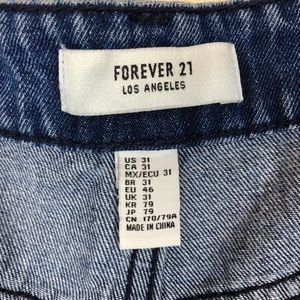 FOREVER 21
LOS ANGELES
US 31
CA 31
MX/ECU 31
BR 31
EU 46
UK 31
KR 79
JP 79
CN 170/79A
MADE IN CHINA